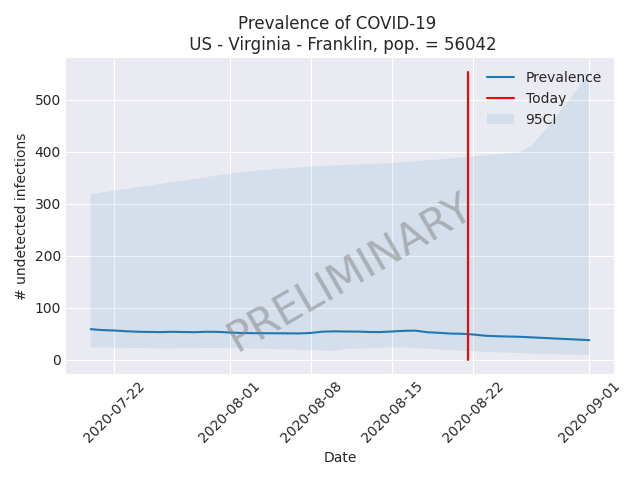 Prevalence of COVID-19
US - Virginia - Franklin, pop. = 56042
Prevalence
Today
95CI
# undetected infections
500
400
300
200
100
0
PRELIMINARY
2020-07-22
2020-08-01
2020-08-08
2020-08-15
2020-08-22
2020-09-01
Date